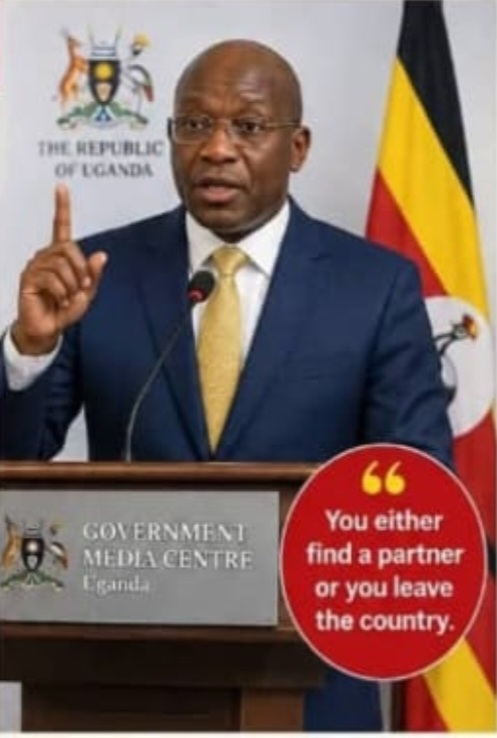 THE REPUBLIC
OF UGANDA
GOVERNMENT
MEDIA CENTRE
Uganda
“
You either
find a partner
or you leave
the country.